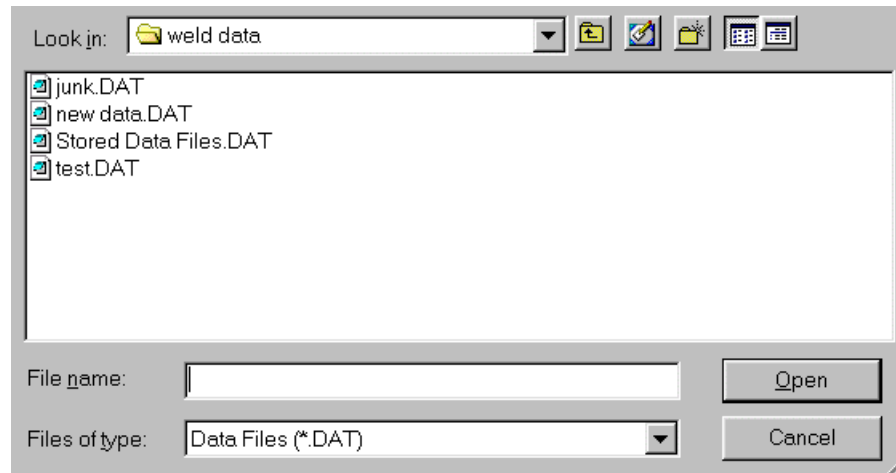 Look in: weld data
junk.DAT
new data.DAT
Stored Data Files.DAT
test.DAT
File name: Open
Files of type: Data Files (*.DAT) Cancel